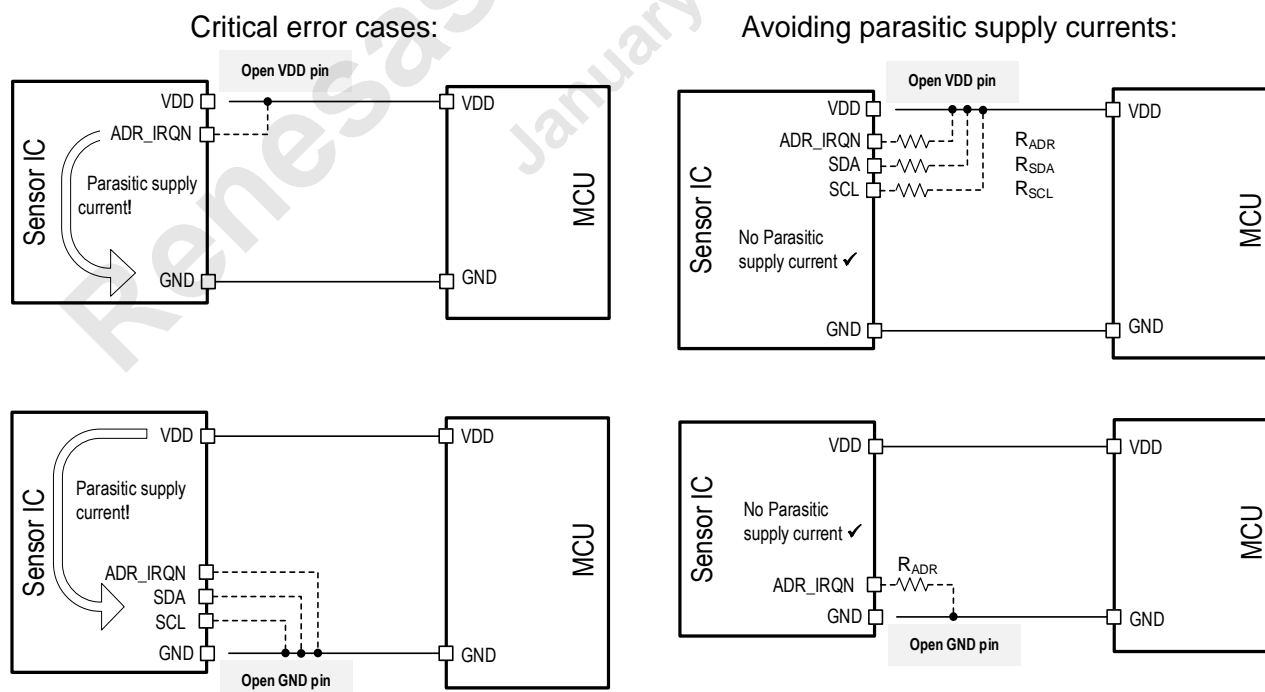 Critical error cases:
Open VDD pin
VDD
ADR_IRQN
Parasitic supply
current!
GND
Sensor IC
VDD
GND
MCU
Avoiding parasitic supply currents:
Open VDD pin
VDD
ADR_IRQN
SDA
SCL
RADR
RSDA
RSCL
No Parasitic
supply current ✓
GND
Sensor IC
VDD
GND
MCU
VDD
Parasitic supply
current!
ADR_IRQN
SDA
SCL
GND
Open GND pin
Sensor IC
VDD
GND
MCU
VDD
No Parasitic
supply current ✓
RADR
ADR_IRQN
GND
Open GND pin
Sensor IC
VDD
GND
MCU
Renesas
January